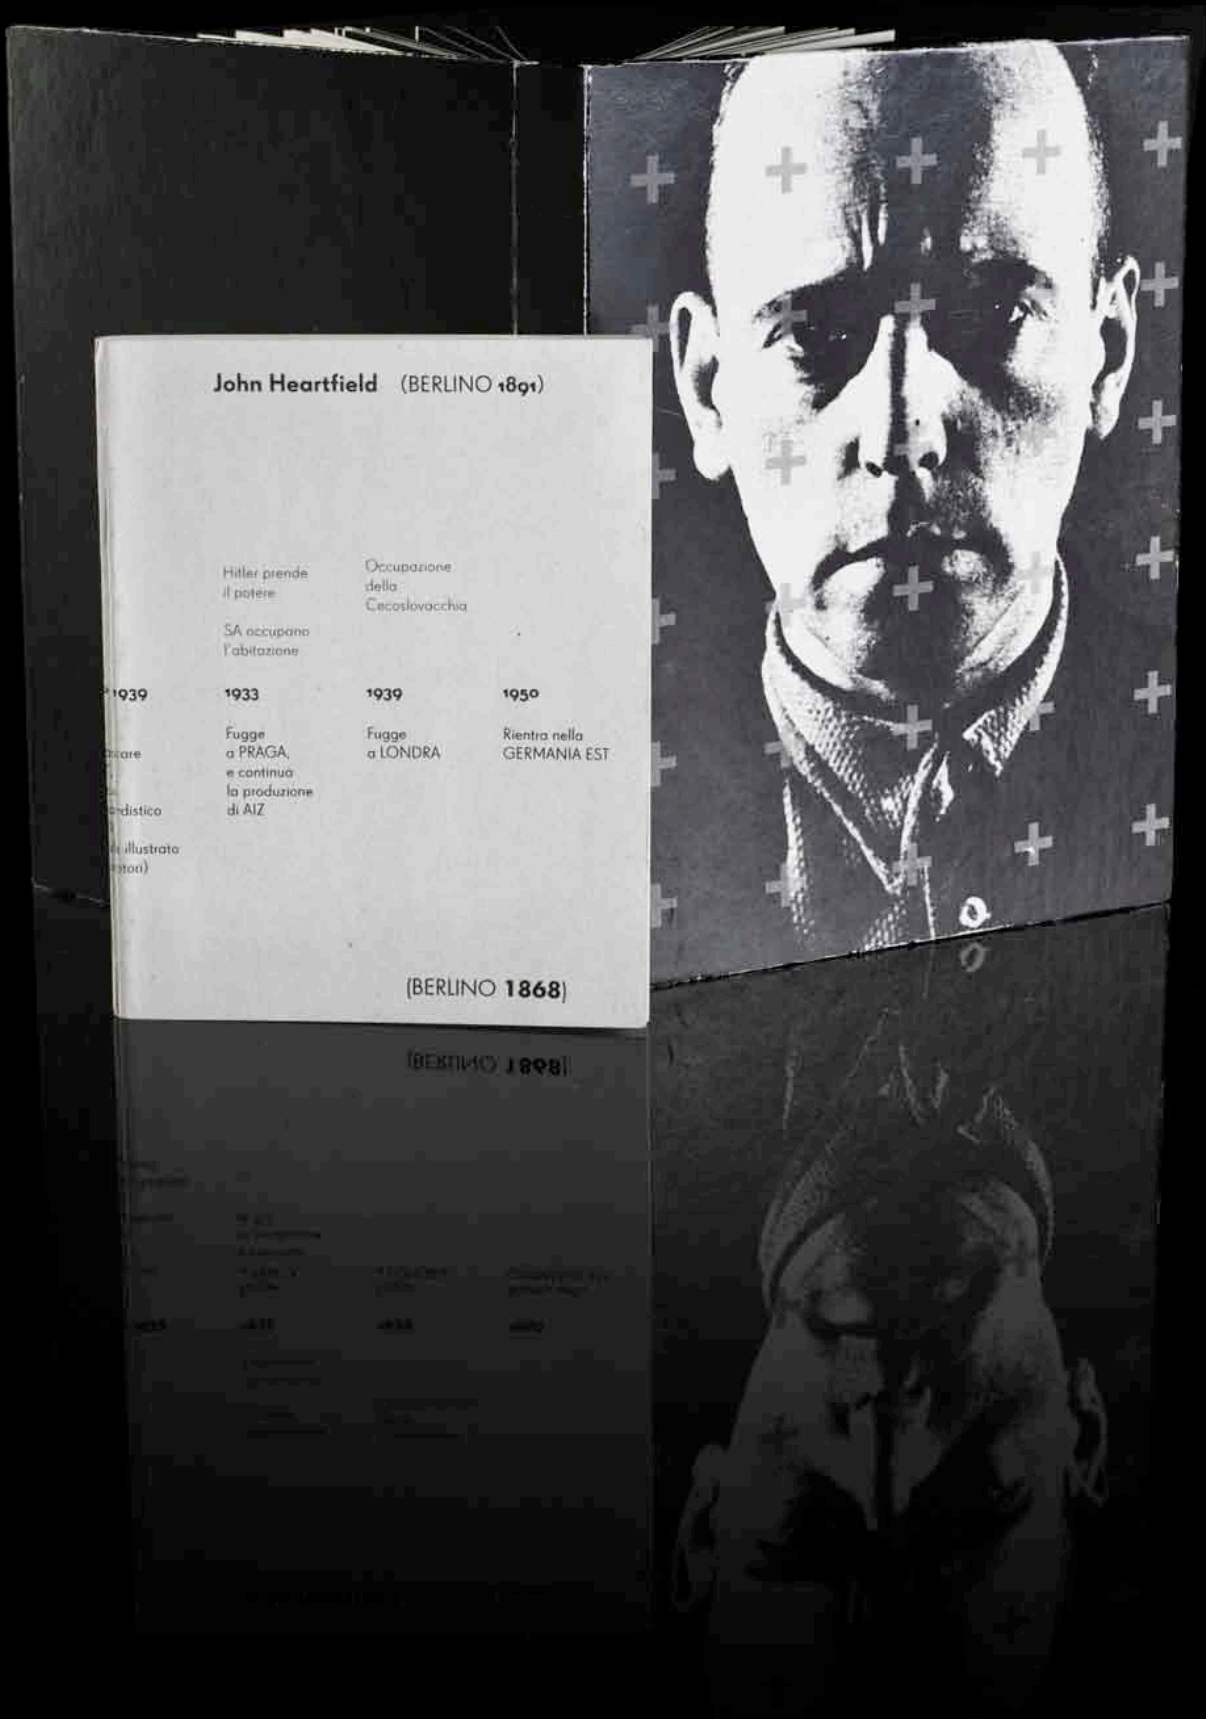 John Heartfield (BERLINO 1891)
Hitler prende
il potere
SA occupano
l'abitazione
Occupazione
della
Cecoslovacchia
1939
1933
Fugge
a PRAGA,
e continua
la produzione
di AIZ
1939
Fugge
a LONDRA
1950
Rientra nella
GERMANIA EST
illustrato
(BERLINO 1868)